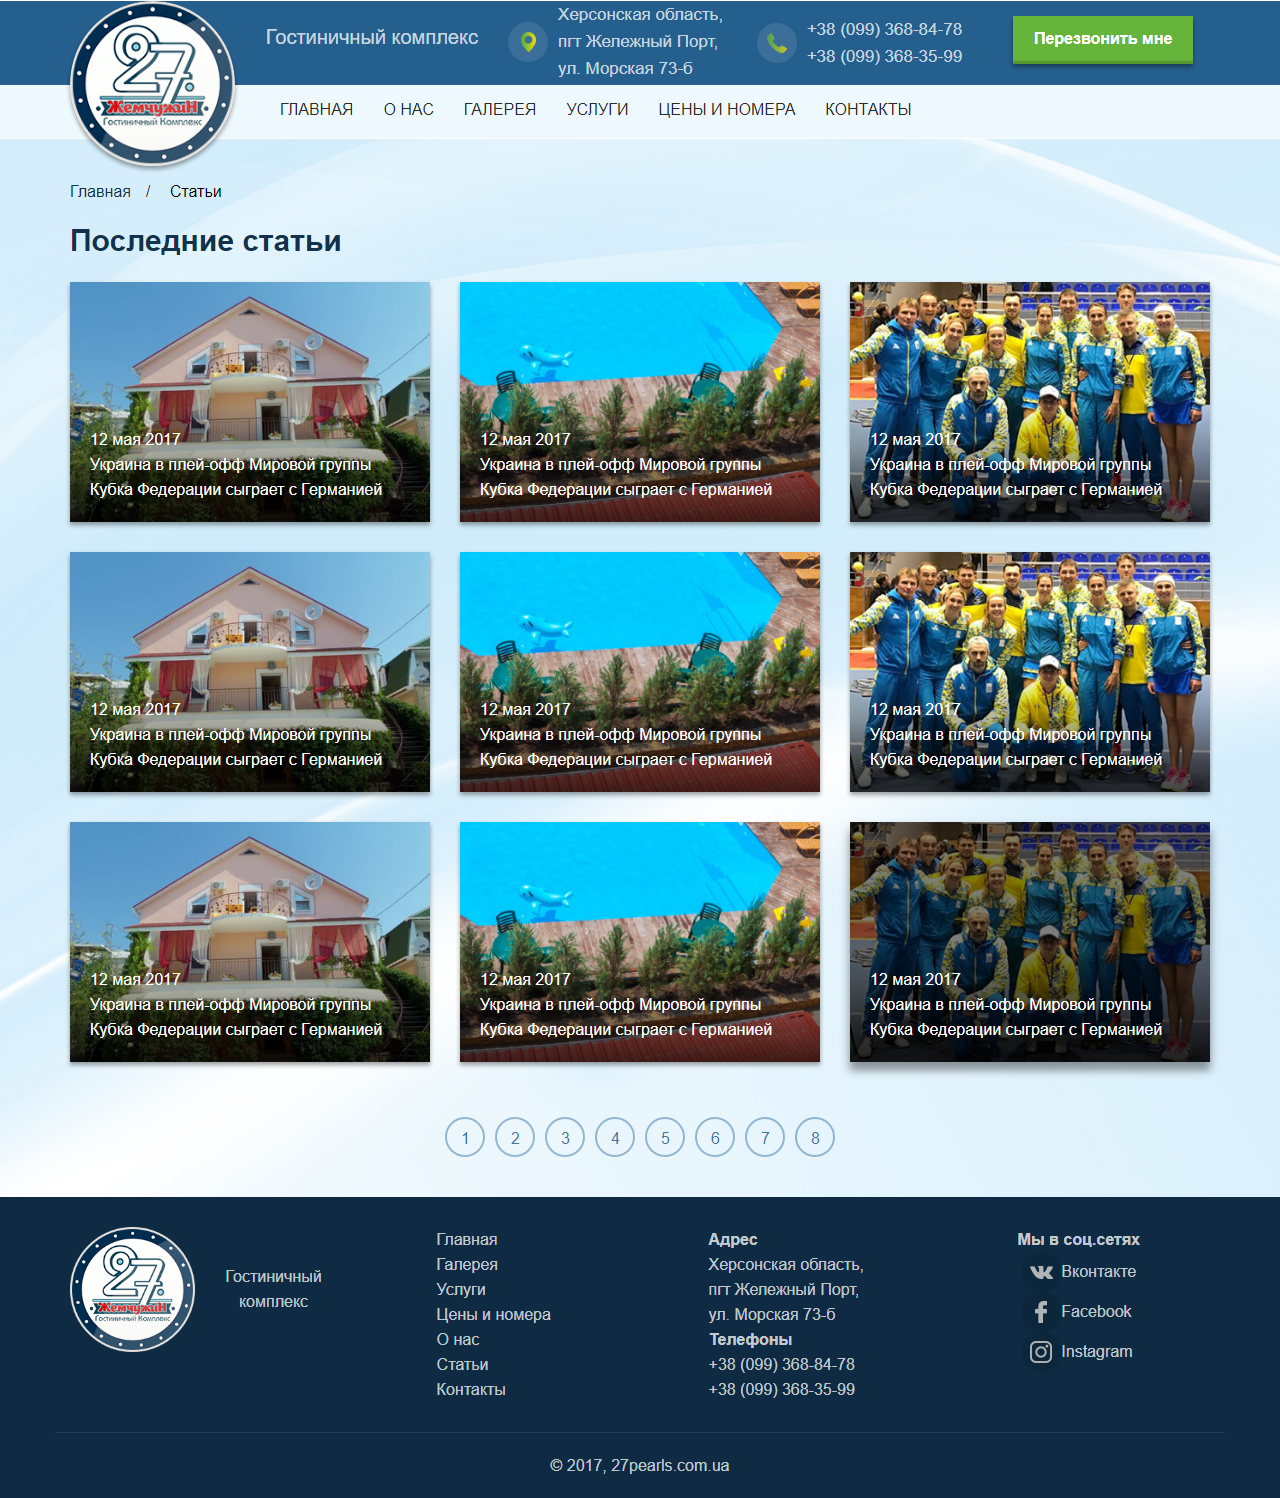 27
ЖемчужиН
Гостиничный Комплекс
Гостиничный комплекс
Херсонская область,
пгт Жележный Порт,
ул. Морская 73-б
+38 (099) 368-84-78
+38 (099) 368-35-99
Перезвонить мне
ГЛАВНАЯ О НАС ГАЛЕРЕЯ УСЛУГИ ЦЕНЫ И НОМЕРА КОНТАКТЫ
Главная / Статьи
Последние статьи
12 мая 2017
Украина в плей-офф Мировой группы
Кубка Федерации сыграет с Германией
12 мая 2017
Украина в плей-офф Мировой группы
Кубка Федерации сыграет с Германией
12 мая 2017
Украина в плей-офф Мировой группы
Кубка Федерации сыграет с Германией
12 мая 2017
Украина в плей-офф Мировой группы
Кубка Федерации сыграет с Германией
12 мая 2017
Украина в плей-офф Мировой группы
Кубка Федерации сыграет с Германией
12 мая 2017
Украина в плей-офф Мировой группы
Кубка Федерации сыграет с Германией
12 мая 2017
Украина в плей-офф Мировой группы
Кубка Федерации сыграет с Германией
12 мая 2017
Украина в плей-офф Мировой группы
Кубка Федерации сыграет с Германией
12 мая 2017
Украина в плей-офф Мировой группы
Кубка Федерации сыграет с Германией
1 2 3 4 5 6 7 8
27
ЖемчужиН
Гостиничный Комплекс
Гостиничный
комплекс
Главная
Галерея
Услуги
Цены и номера
О нас
Статьи
Контакты
Адрес
Херсонская область,
пгт Жележный Порт,
ул. Морская 73-б
Телефоны
+38 (099) 368-84-78
+38 (099) 368-35-99
Мы в соц.сетях
Вконтакте
Facebook
Instagram
© 2017, 27pearls.com.ua